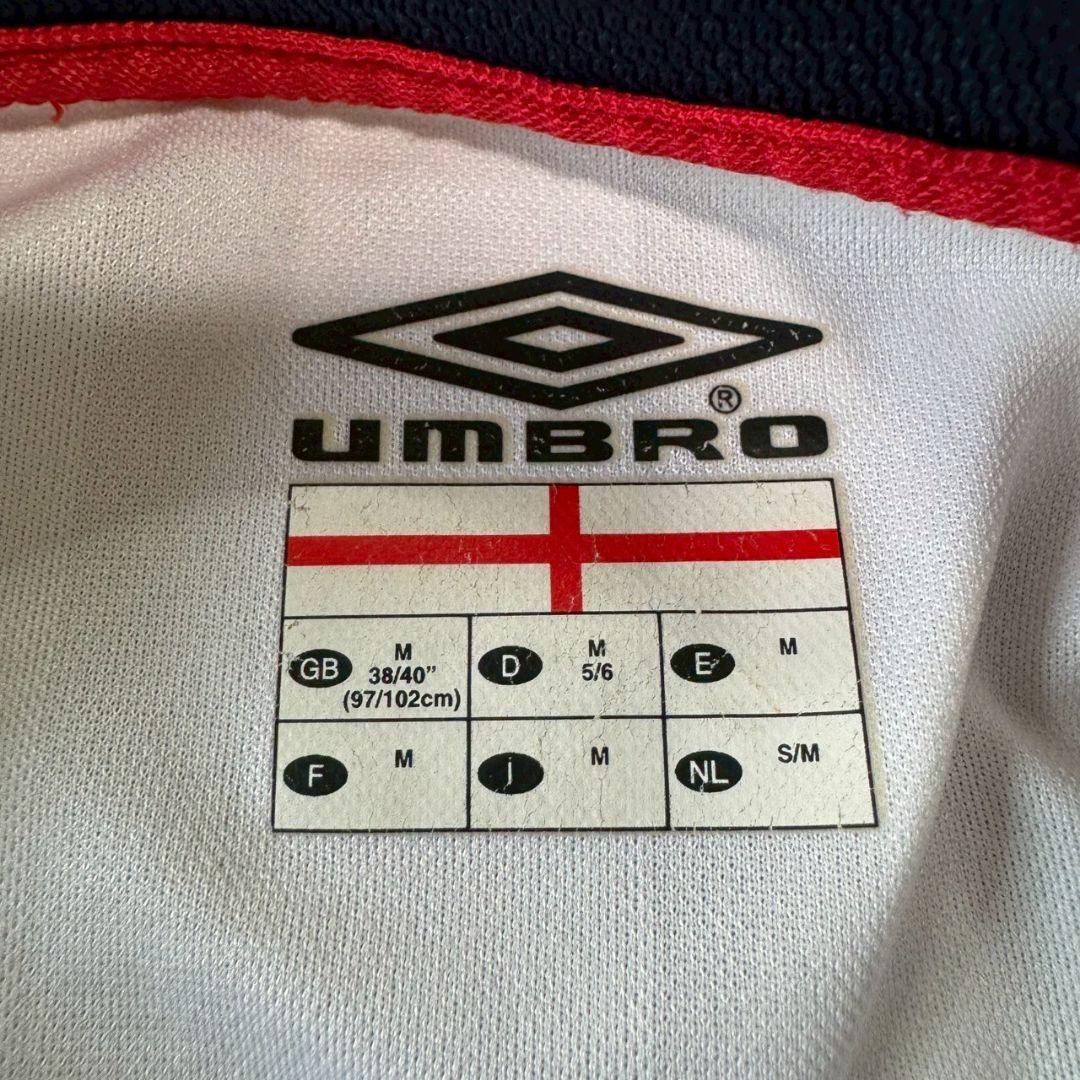 UMBRO®
GB M
38/40”
(97/102cm)
D M
5/6
E M
F M
J M
NL S/M